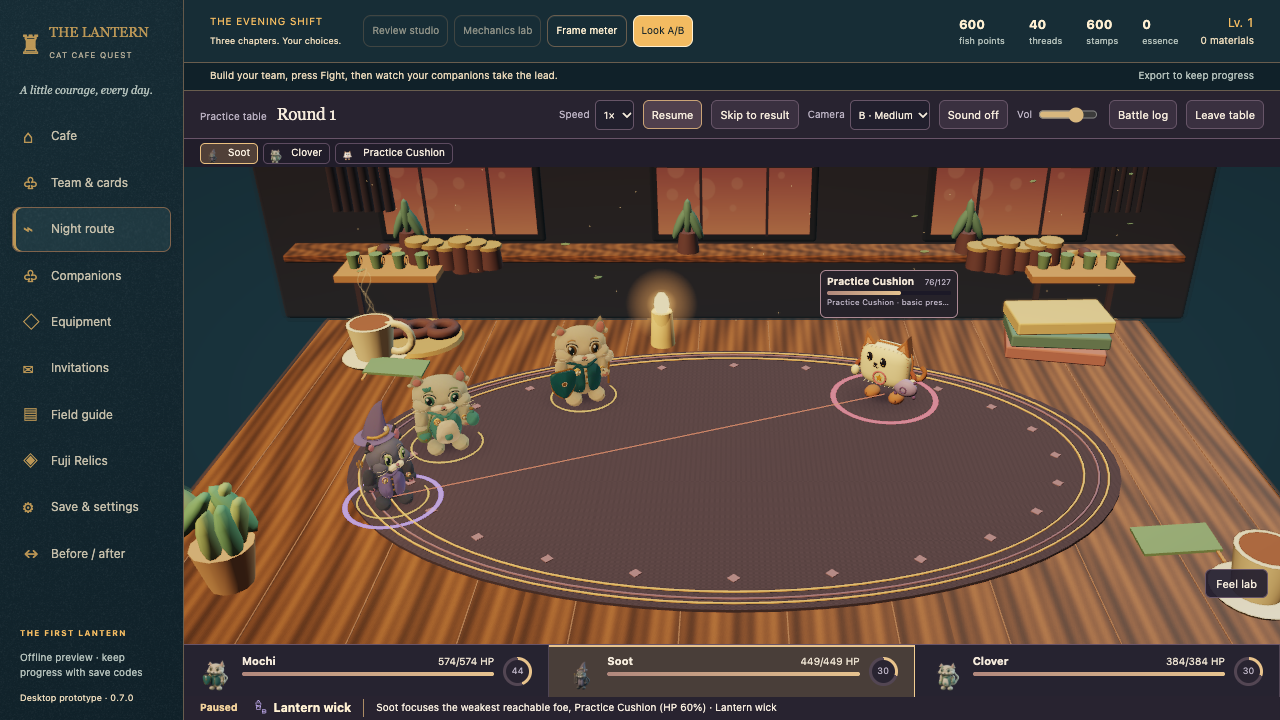 THE LANTERN
CAT CAFE QUEST
A little courage, every day.
Cafe
Team & cards
Night route
Companions
Equipment
Invitations
Field guide
Fuji Relics
Save & settings
Before / after
THE FIRST LANTERN
Offline preview · keep
progress with save codes
Desktop prototype · 0.7.0
THE EVENING SHIFT
Three chapters. Your choices.
Review studio
Mechanics lab
Frame meter
Look A/B
600
fish points
40
threads
600
stamps
0
essence
Lv. 1
0 materials
Build your team, press Fight, then watch your companions take the lead.
Export to keep progress
Practice table Round 1
Speed 1x
Resume
Skip to result
Camera B · Medium
Sound off
Vol
Battle log
Leave table
Soot
Clover
Practice Cushion
Practice Cushion 76/127
Practice Cushion · basic pres...
Feel lab
Mochi 574/574 HP 44
Soot 449/449 HP 30
Clover 384/384 HP 30
Paused Lantern wick Soot focuses the weakest reachable foe, Practice Cushion (HP 60%) · Lantern wick